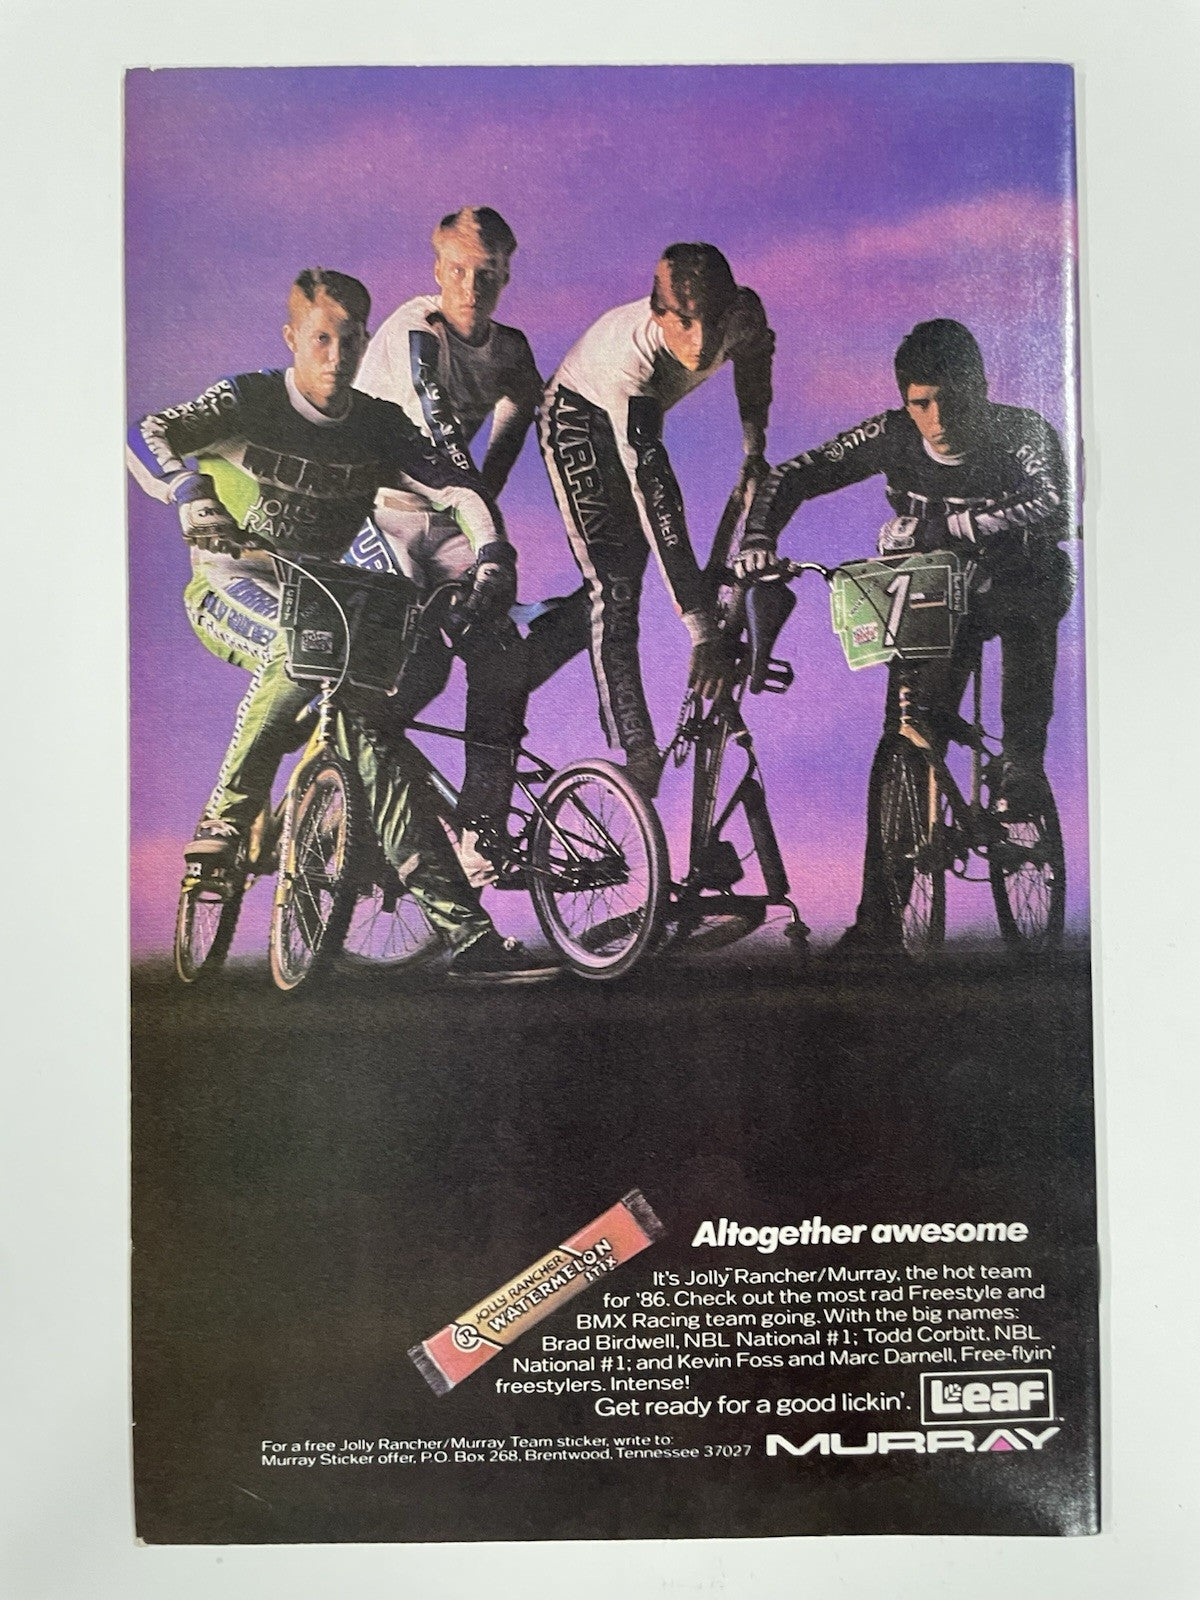 JOLLY
RANCHER
MURRAY
JOLLY RANCHER
1
JOLLY RANCHER
WATERMELON
STIX
Altogether awesome
It's Jolly Rancher/Murray, the hot team
for '86. Check out the most rad Freestyle and
BMX Racing team going. With the big names:
Brad Birdwell, NBL National #1; Todd Corbitt, NBL
National #1; and Kevin Foss and Marc Darnell, Free-flyin'
freestylers. Intense!
Get ready for a good lickin'.
Leaf
For a free Jolly Rancher/Murray Team sticker, write to:
Murray Sticker offer, P.O. Box 268, Brentwood, Tennessee 37027
MURRAY